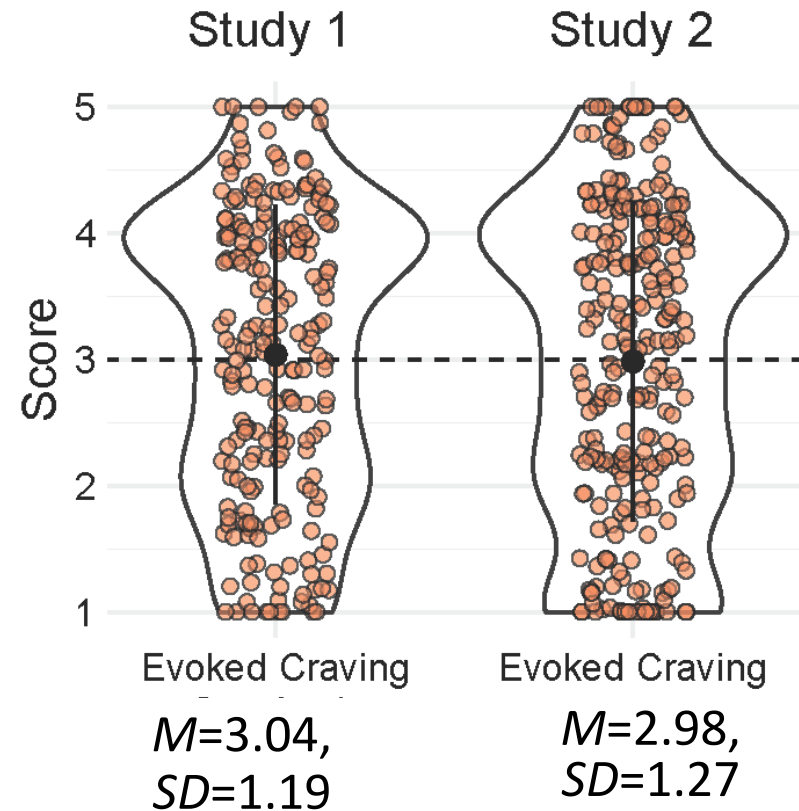 Study 1
Study 2
Score
5
4
3
2
1
Evoked Craving
Evoked Craving
M=3.04,
SD=1.19
M=2.98,
SD=1.27